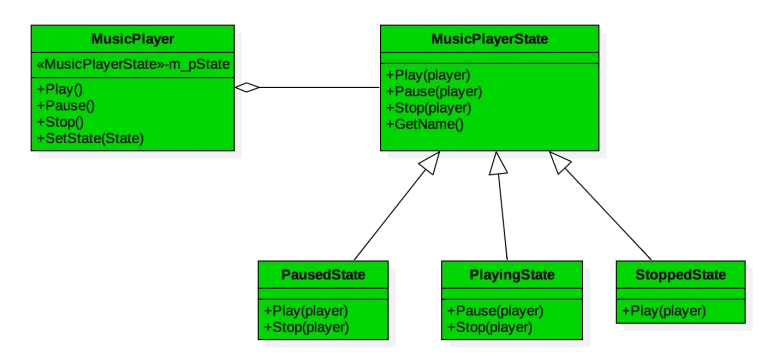 MusicPlayer
«MusicPlayerState»-m_pState
+Play()
+Pause()
+Stop()
+SetState(State)
MusicPlayerState
+Play(player)
+Pause(player)
+Stop(player)
+GetName()
PausedState
+Play(player)
+Stop(player)
PlayingState
+Pause(player)
+Stop(player)
StoppedState
+Play(player)